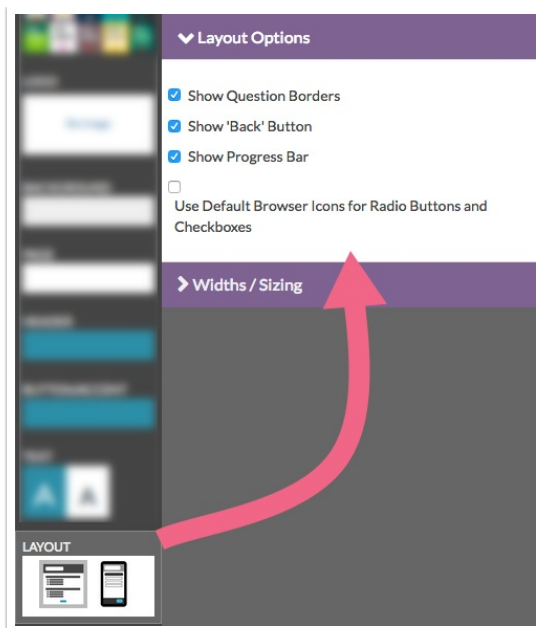 Layout Options
Show Question Borders
Show 'Back' Button
Show Progress Bar
Use Default Browser Icons for Radio Buttons and
Checkboxes
Widths / Sizing
A A
LAYOUT